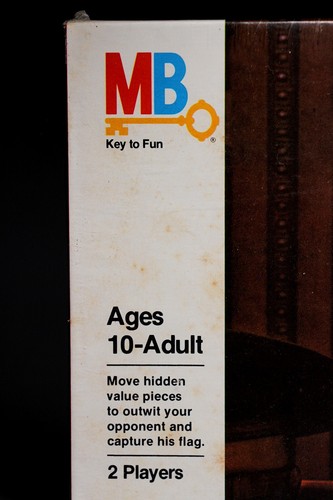 MB
Key to Fun ®
Ages
10-Adult
Move hidden
value pieces
to outwit your
opponent and
capture his flag.
2 Players